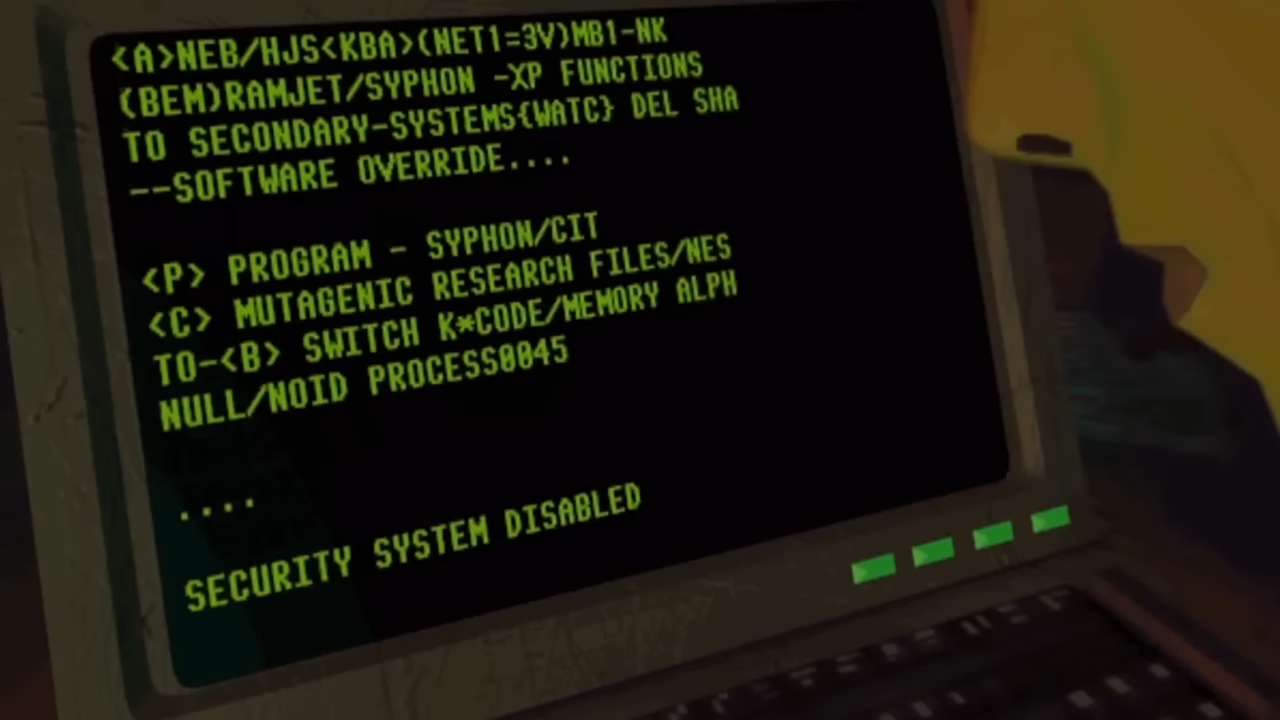 <A>NEB/HJS<KBA>(NET1=3V)MB1-NK
(BEM)RAMJET/SYPHON -XP FUNCTIONS
TO SECONDARY-SYSTEMS{WATC} DEL SHA
--SOFTWARE OVERRIDE....
<P> PROGRAM - SYPHON/CIT
<C> MUTAGENIC RESEARCH FILES/NES
TO-<B> SWITCH K*CODE/MEMORY ALPH
NULL/NOID PROCESS0045
....
SECURITY SYSTEM DISABLED